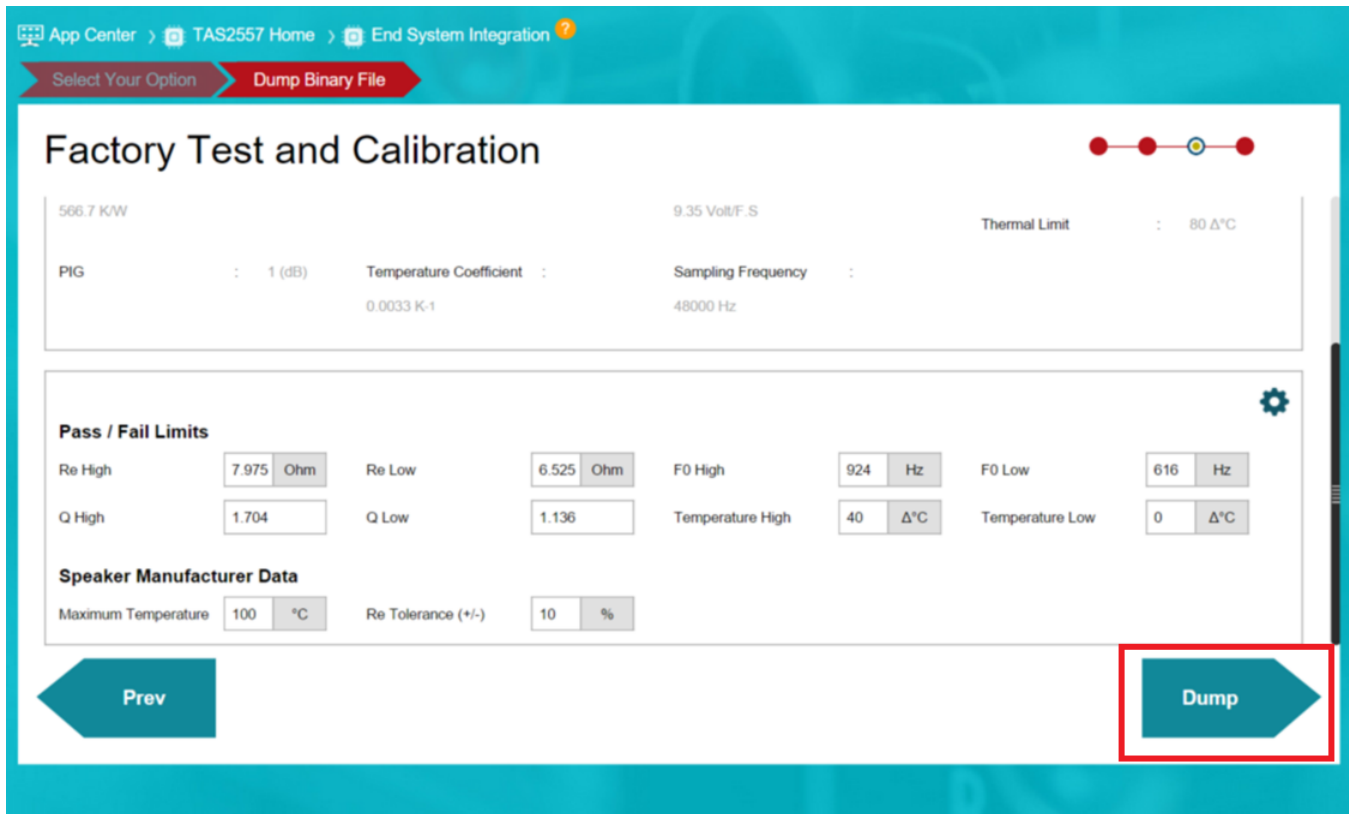 App Center > TAS2557 Home > End System Integration ?
Select Your Option Dump Binary File
Factory Test and Calibration
566.7 K/W 9.35 Volt/F.S
Thermal Limit : 80 Δ°C
PIG : 1 (dB) Temperature Coefficient : Sampling Frequency :
0.0033 K-1 48000 Hz
Pass / Fail Limits
Re High 7.975 Ohm Re Low 6.525 Ohm F0 High 924 Hz F0 Low 616 Hz
Q High 1.704 Q Low 1.136 Temperature High 40 Δ°C Temperature Low 0 Δ°C
Speaker Manufacturer Data
Maximum Temperature 100 °C Re Tolerance (+/-) 10 %
Prev Dump